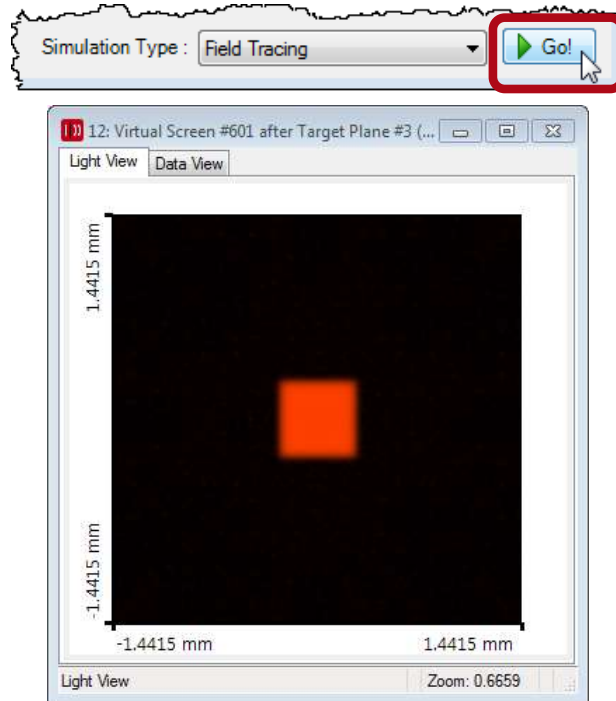 Simulation Type : Field Tracing Go!
12: Virtual Screen #601 after Target Plane #3 (...
Light View Data View
1.4415 mm
-1.4415 mm
-1.4415 mm 1.4415 mm
Light View Zoom: 0.6659